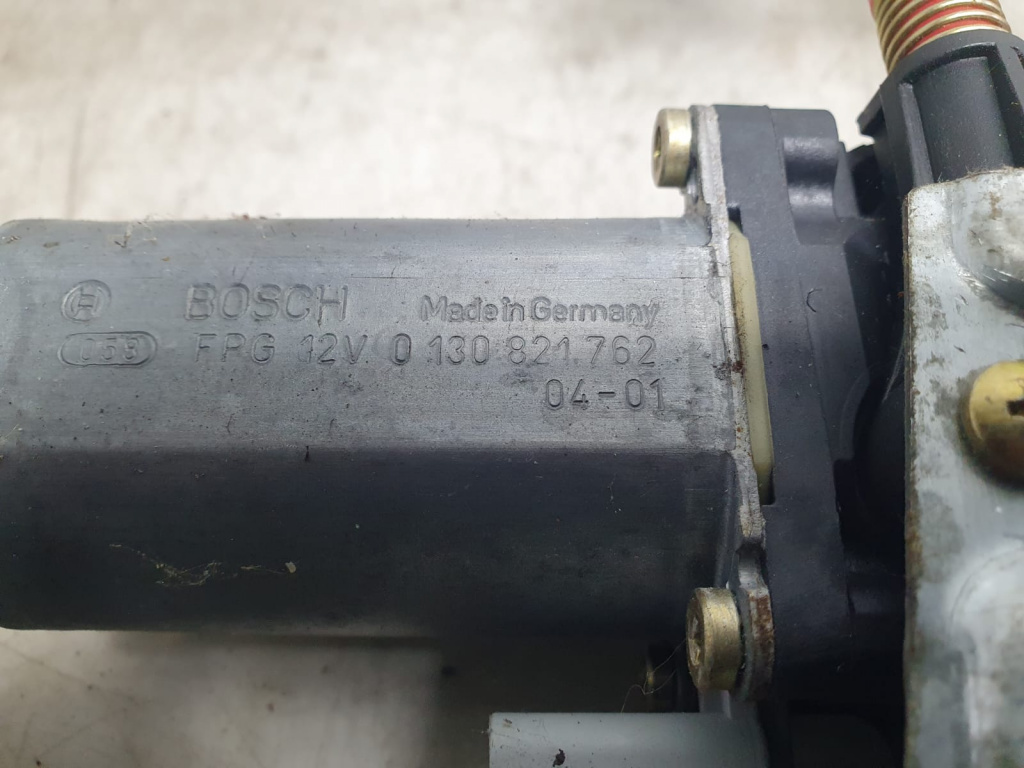 BOSCH Made in Germany
FPG 12V 0 130 821.762
04-01